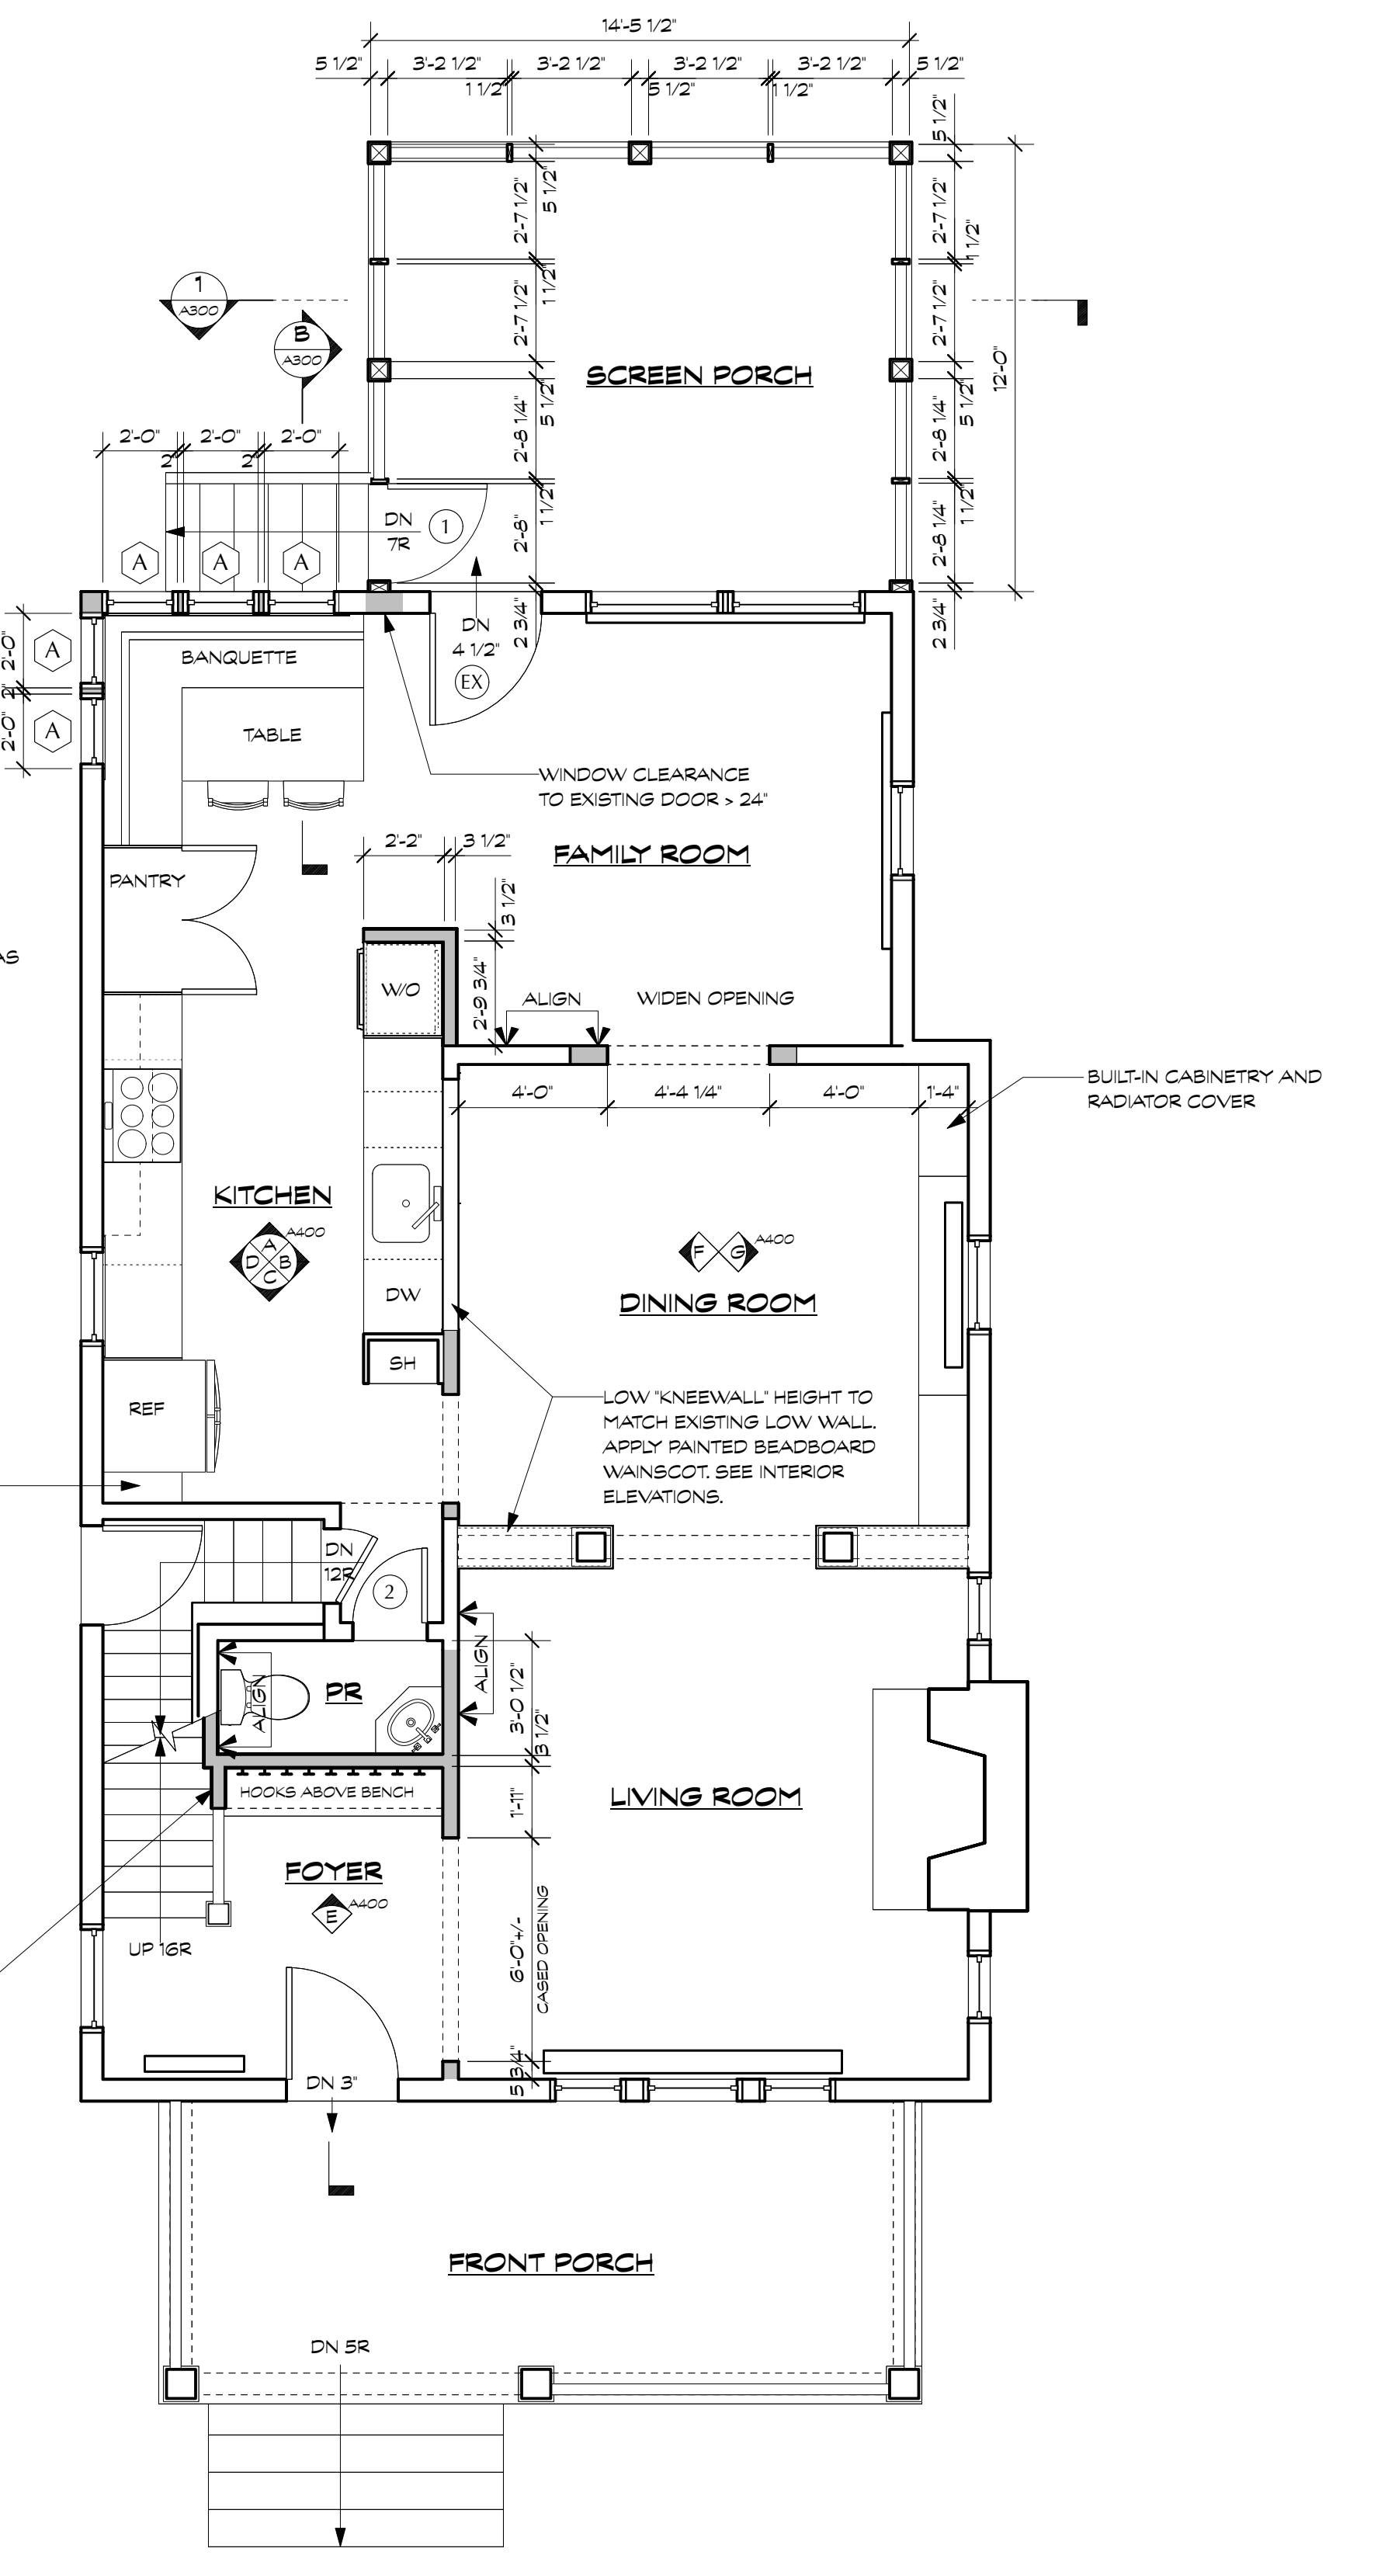 14'-5 1/2"
5 1/2" 3'-2 1/2" 3'-2 1/2" 3'-2 1/2" 3'-2 1/2" 5 1/2"
1 1/2" 5 1/2" 1 1/2"
5 1/2"
2'-7 1/2"
5 1/2"
2'-7 1/2"
1 1/2"
1
A300
B
A300
2'-7 1/2"
1 1/2"
2'-7 1/2"
12'-0"
SCREEN PORCH
2'-8 1/4"
5 1/2"
2'-8 1/4"
5 1/2"
2'-0" 2'-0" 2'-0"
2" 2"
DN
7R
1
2'-8"
1 1/2"
2'-8 1/4"
1 1/2"
A A A
2 3/4"
2 3/4"
DN
4 1/2"
EX
2'-0"
A
2"
2'-0"
A
BANQUETTE
TABLE
WINDOW CLEARANCE
TO EXISTING DOOR > 24"
2'-2" 3 1/2"
FAMILY ROOM
PANTRY
3 1/2"
AS
W/O
2'-9 3/4"
ALIGN
WIDEN OPENING
4'-0" 4'-4 1/4" 4'-0" 1'-4"
BUILT-IN CABINETRY AND
RADIATOR COVER
KITCHEN
A400
A
D B
C
F G
A400
DINING ROOM
DW
SH
REF
LOW "KNEEWALL" HEIGHT TO
MATCH EXISTING LOW WALL.
APPLY PAINTED BEADBOARD
WAINSCOT. SEE INTERIOR
ELEVATIONS.
DN
12R
2
ALIGN
ALIGN
PR
3'-0 1/2"
3 1/2"
HOOKS ABOVE BENCH
1'-11"
LIVING ROOM
FOYER
E
A400
UP 16R
6'-0"+/-
CASED OPENING
5 3/4"
DN 3"
FRONT PORCH
DN 5R